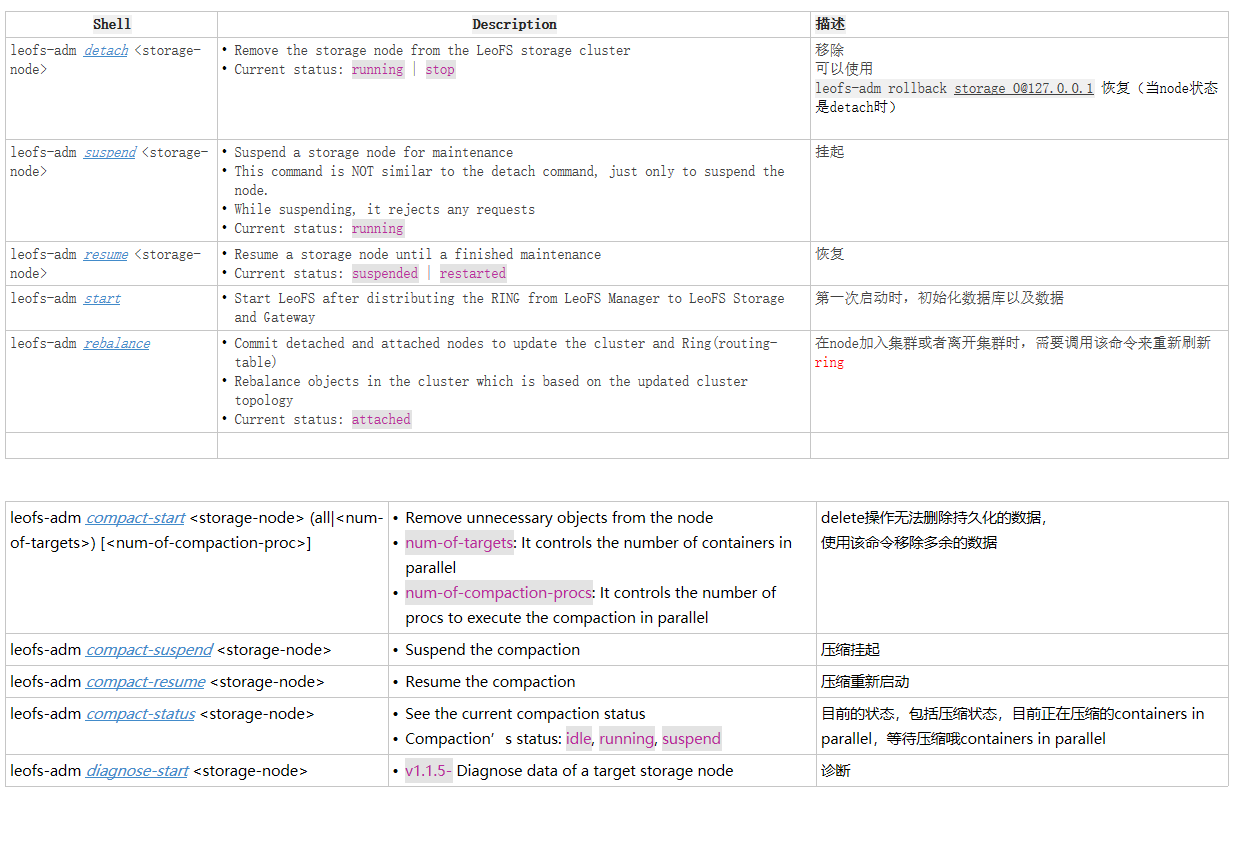 Shell Description 描述
leofs-adm detach <storage-
node>
• Remove the storage node from the LeoFS storage cluster
• Current status: running | stop
移除
可以使用
leofs-adm rollback storage_0@127.0.0.1 恢复（当node状态
是detach时）
leofs-adm suspend <storage-
node>
• Suspend a storage node for maintenance
• This command is NOT similar to the detach command, just only to suspend the
node.
• While suspending, it rejects any requests
• Current status: running
挂起
leofs-adm resume <storage-
node>
• Resume a storage node until a finished maintenance
• Current status: suspended | restarted
恢复
leofs-adm start
• Start LeoFS after distributing the RING from LeoFS Manager to LeoFS Storage
and Gateway
第一次启动时，初始化数据库以及数据
leofs-adm rebalance
• Commit detached and attached nodes to update the cluster and Ring(routing-
table)
• Rebalance objects in the cluster which is based on the updated cluster
topology
• Current status: attached
在node加入集群或者离开集群时，需要调用该命令来重新刷新
ring
leofs-adm compact-start <storage-node> (all|<num-
of-targets>) [<num-of-compaction-proc>]
• Remove unnecessary objects from the node
• num-of-targets: It controls the number of containers in
parallel
• num-of-compaction-procs: It controls the number of
procs to execute the compaction in parallel
delete操作无法删除持久化的数据，
使用该命令移除多余的数据
leofs-adm compact-suspend <storage-node>
• Suspend the compaction
压缩挂起
leofs-adm compact-resume <storage-node>
• Resume the compaction
压缩重新启动
leofs-adm compact-status <storage-node>
• See the current compaction status
• Compaction’s status: idle, running, suspend
目前的状态，包括压缩状态，目前正在压缩的containers in
parallel，等待压缩哦containers in parallel
leofs-adm diagnose-start <storage-node>
• v1.1.5- Diagnose data of a target storage node
诊断